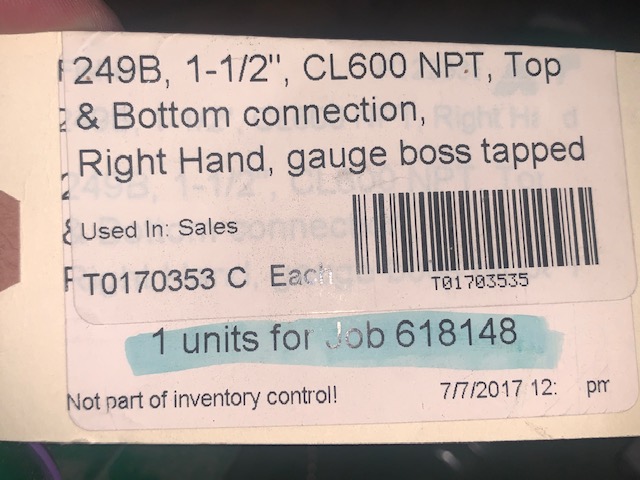 249B, 1-1/2", CL600 NPT, Top
& Bottom connection,
Right Hand, gauge boss tapped
Used In: Sales
T0170353 C Each
T01703535
1 units for Job 618148
Not part of inventory control!
7/7/2017 12: pm